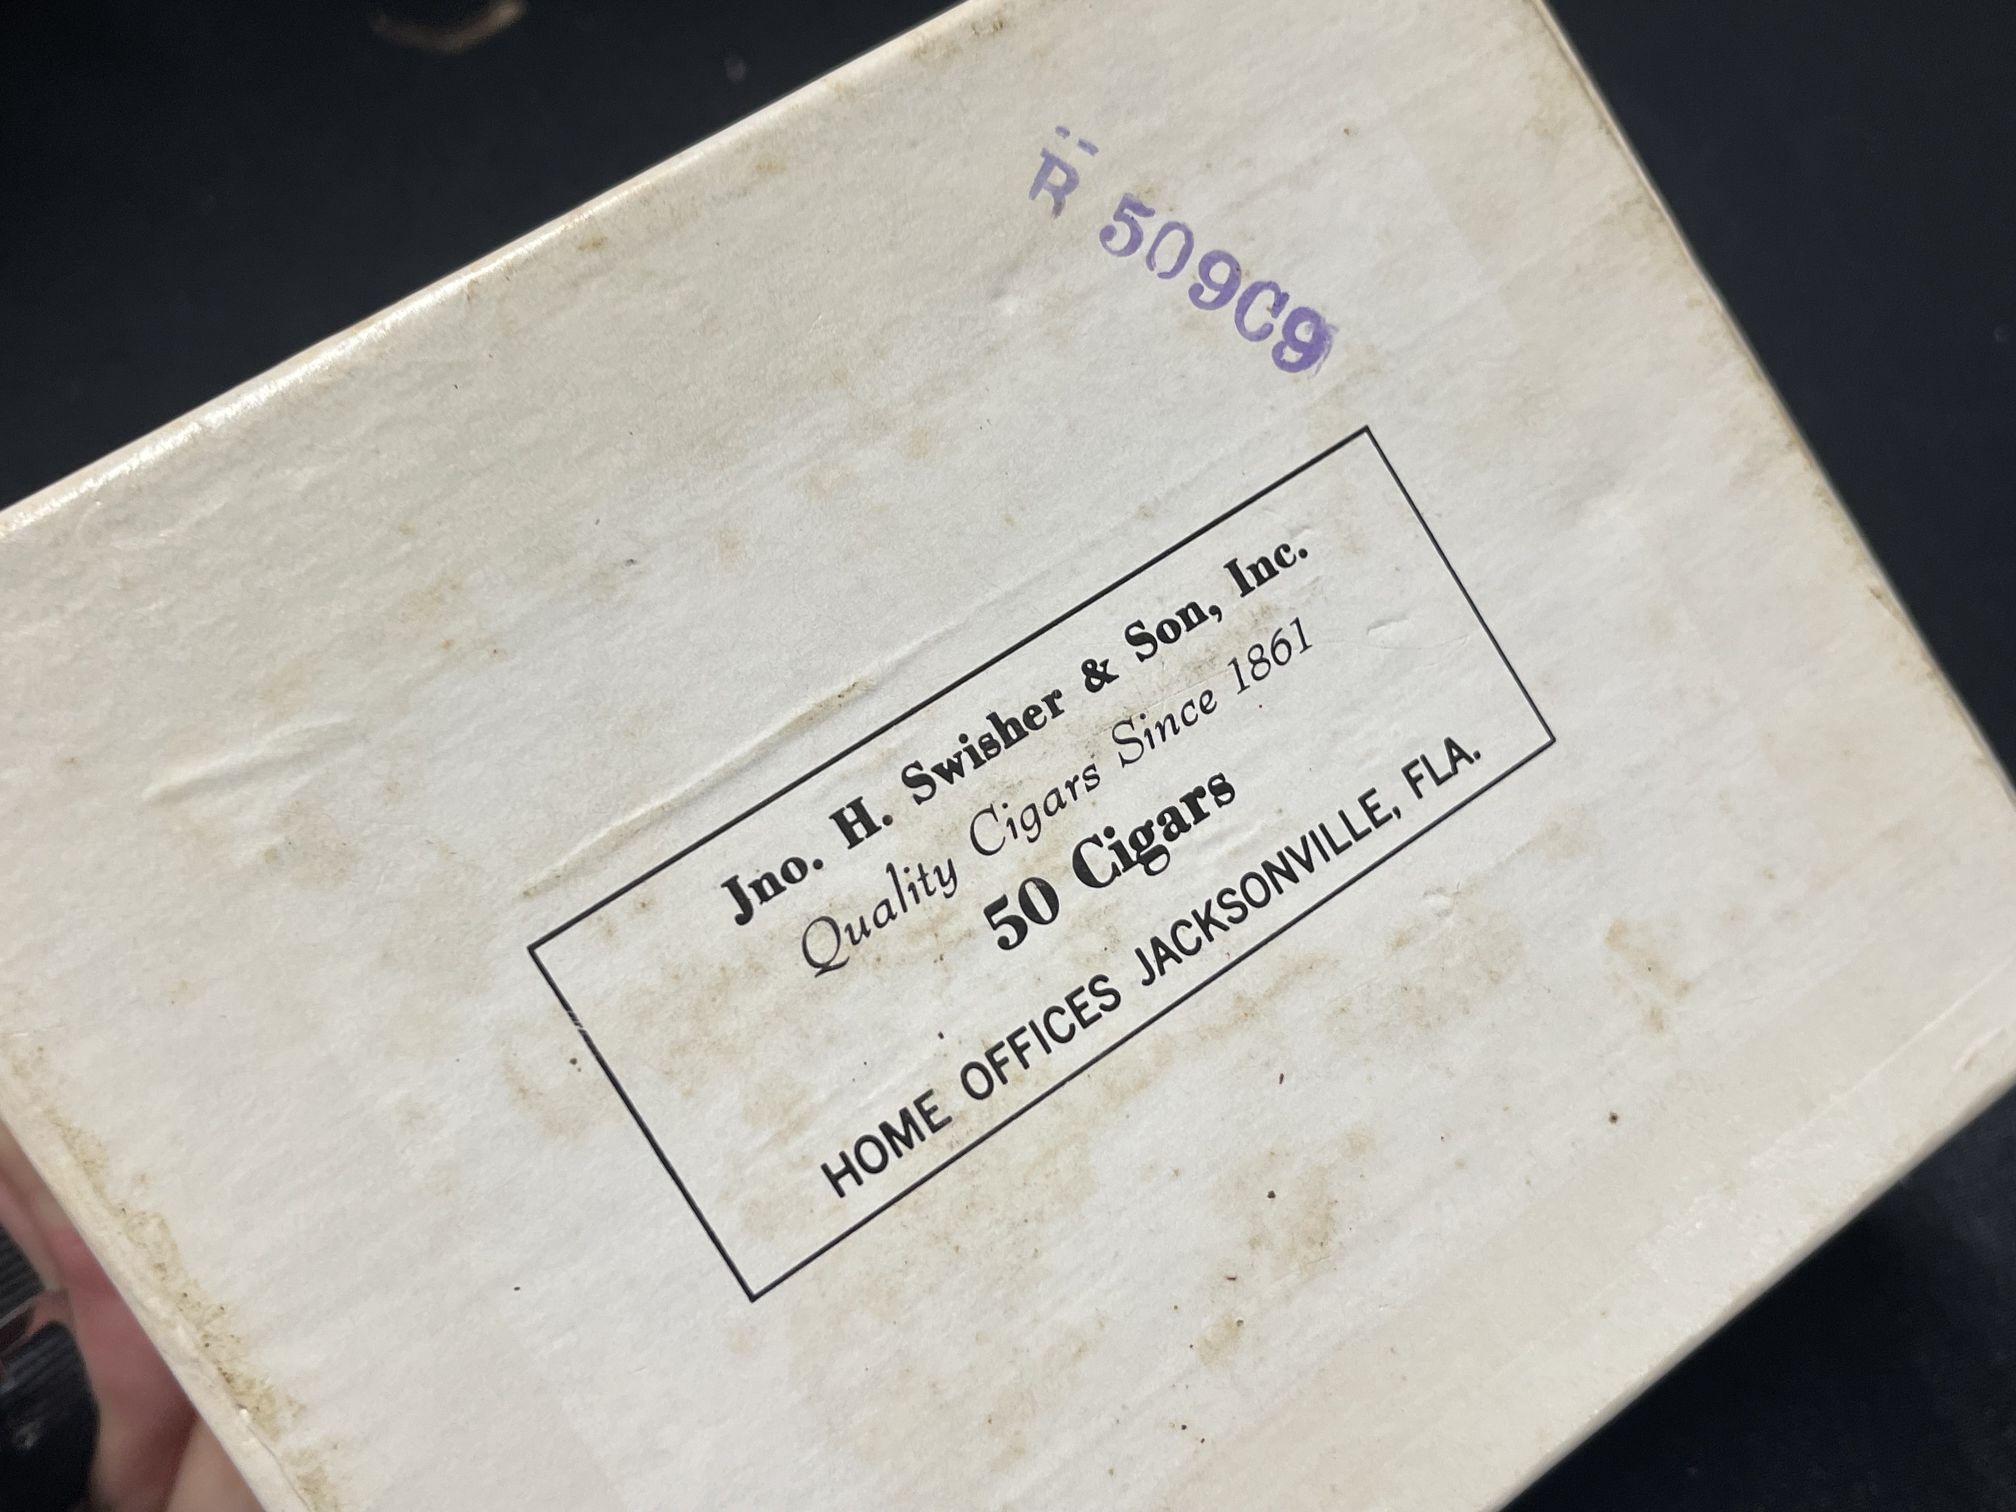 R 509C9
Jno. H. Swisher & Son, Inc.
Quality Cigars Since 1861
50 Cigars
HOME OFFICES JACKSONVILLE, FLA.